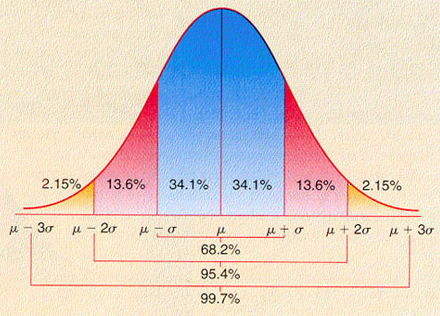 2.15% 13.6% 34.1% 34.1% 13.6% 2.15%
μ − 3σ μ − 2σ μ − σ μ μ + σ μ + 2σ μ + 3σ
68.2%
95.4%
99.7%